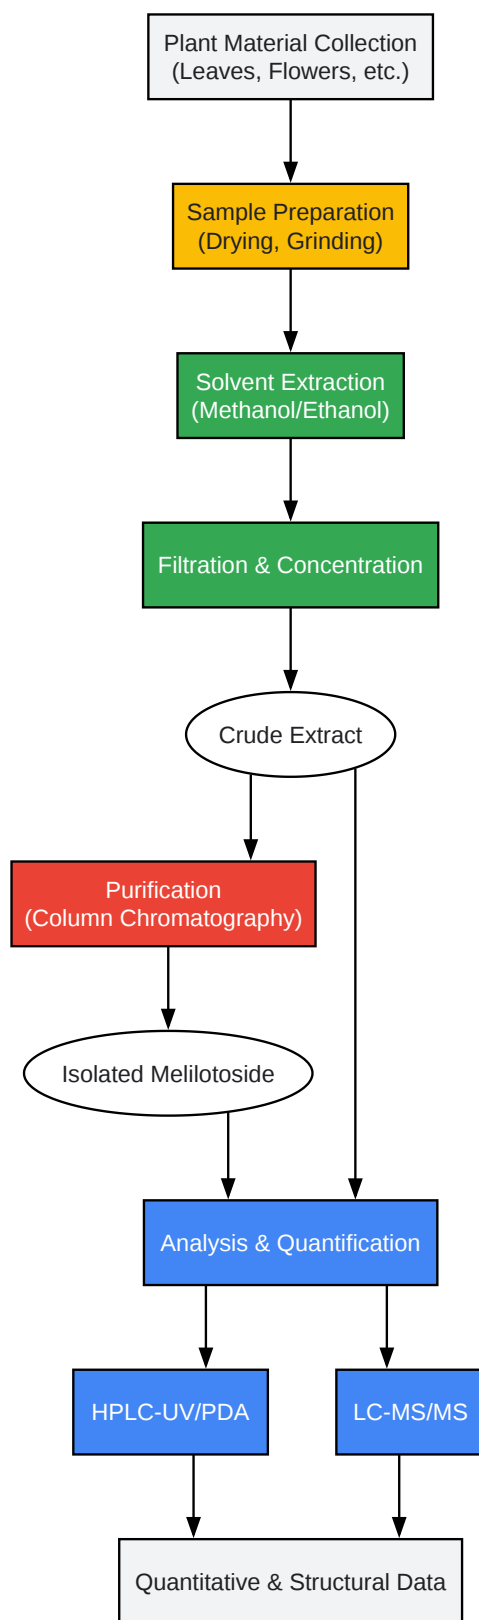 Plant Material Collection
(Leaves, Flowers, etc.)
Sample Preparation
(Drying, Grinding)
Solvent Extraction
(Methanol/Ethanol)
Filtration & Concentration
Crude Extract
Purification
(Column Chromatography)
Isolated Melilotoside
Analysis & Quantification
HPLC-UV/PDA
LC-MS/MS
Quantitative & Structural Data